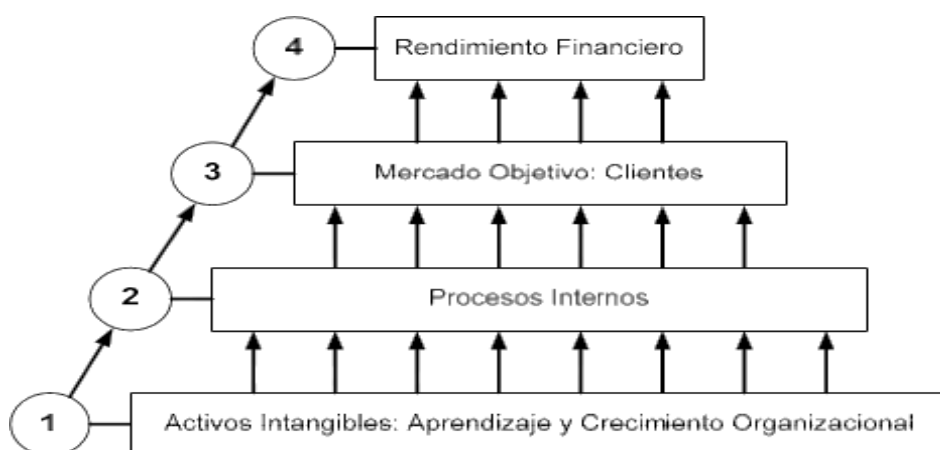 4
Rendimiento Financiero
3
Mercado Objetivo: Clientes
2
Procesos Internos
1
Activos Intangibles: Aprendizaje y Crecimiento Organizacional